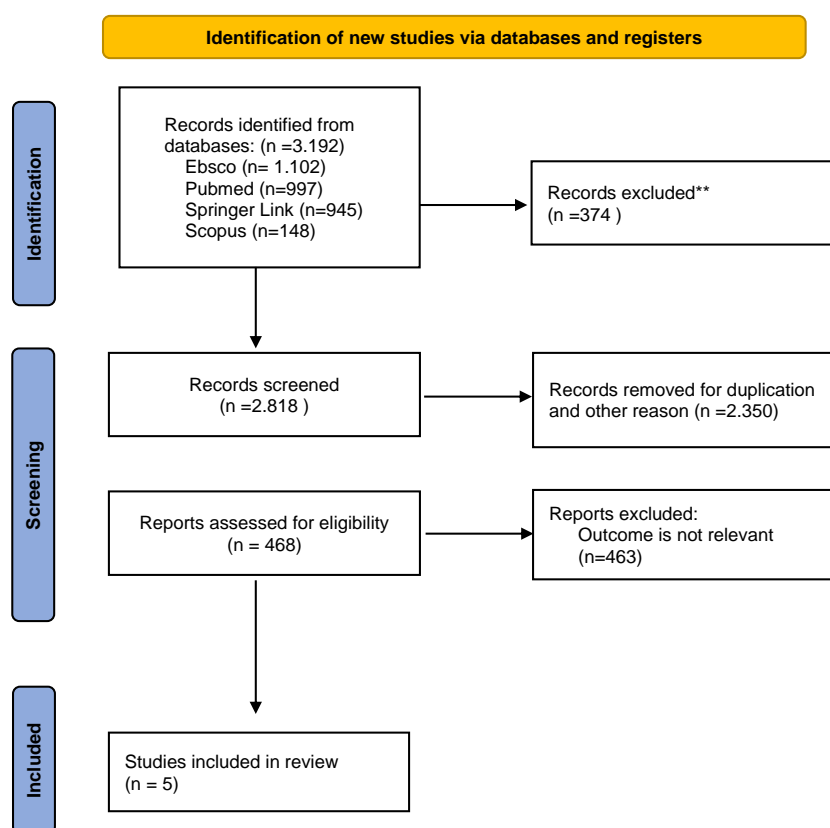 Identification of new studies via databases and registers
Identification
Records identified from
databases: (n =3.192)
Ebsco (n= 1.102)
Pubmed (n=997)
Springer Link (n=945)
Scopus (n=148)
Records excluded**
(n =374 )
Screening
Records screened
(n =2.818 )
Records removed for duplication
and other reason (n =2.350)
Reports assessed for eligibility
(n = 468)
Reports excluded:
Outcome is not relevant
(n=463)
Included
Studies included in review
(n = 5)